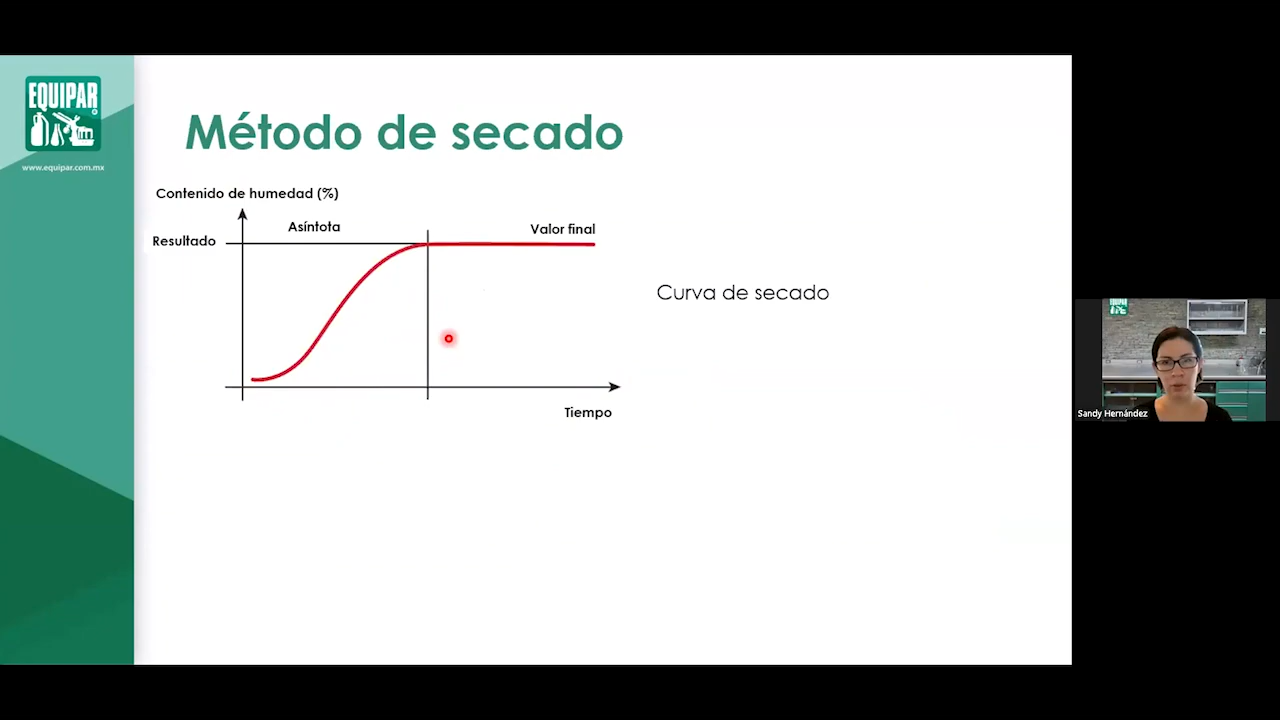 EQUIPAR
www.equipar.com.mx
Método de secado
Contenido de humedad (%)
Asíntota
Valor final
Resultado
Curva de secado
Tiempo
EQUIPAR
Sandy Hernández